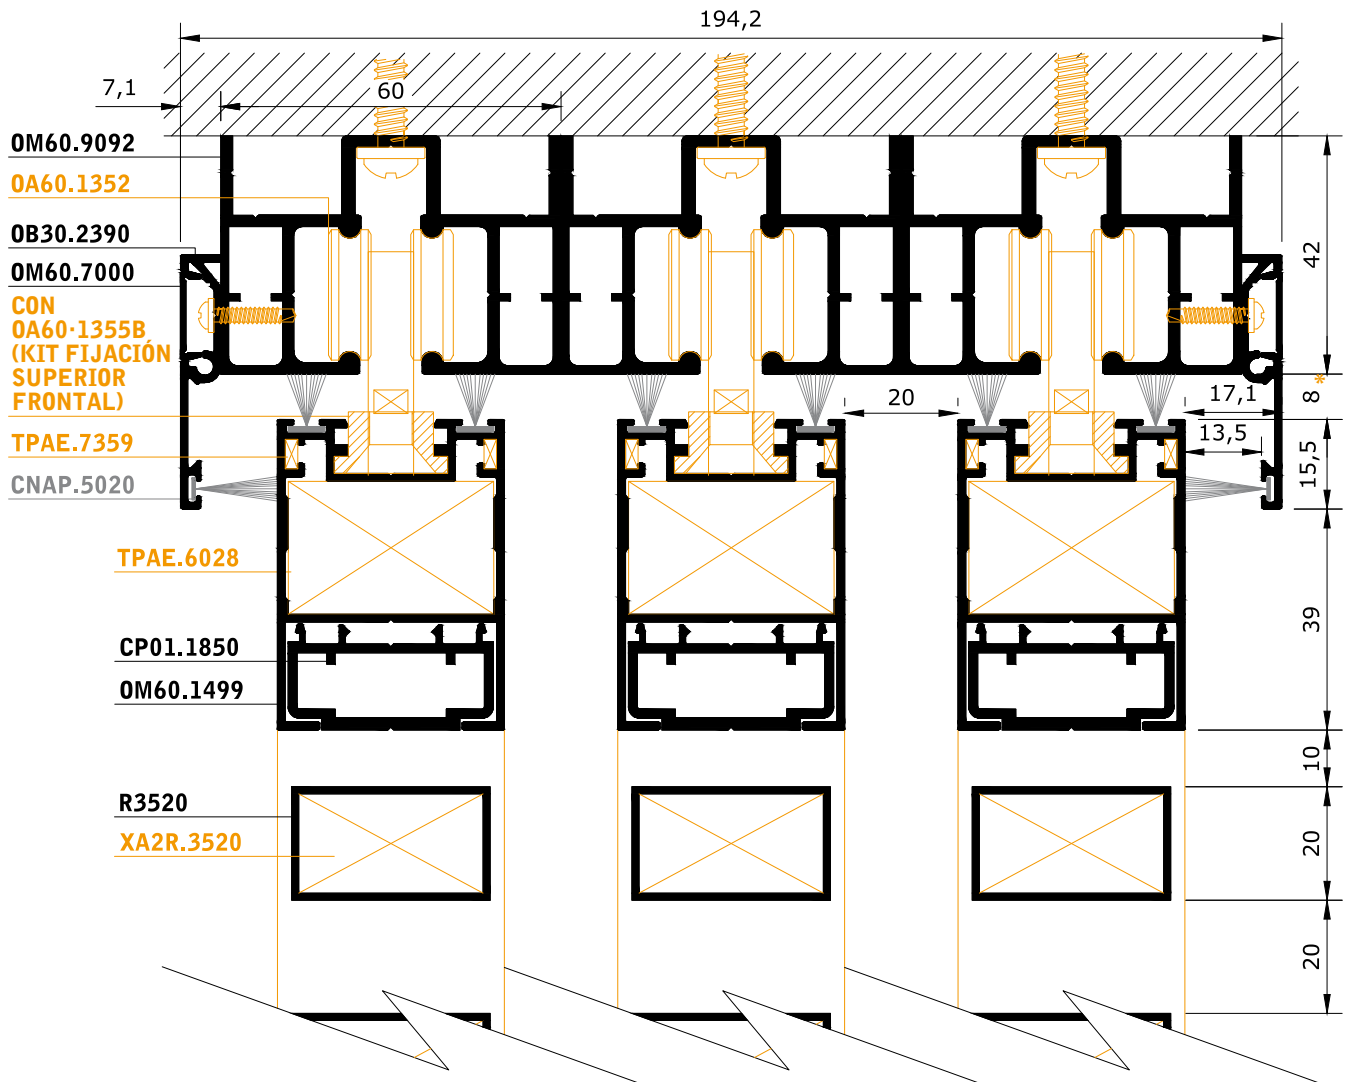 194,2
7,1
60
OM60.9092
OA60.1352
OB30.2390
OM60.7000
CON
OA60·1355B
(KIT FIJACIÓN
SUPERIOR
FRONTAL)
TPAE.7359
CNAP.5020
TPAE.6028
CP01.1850
OM60.1499
R3520
XA2R.3520
20
17,1
13,5
42
8*
15,5
39
10
20
20